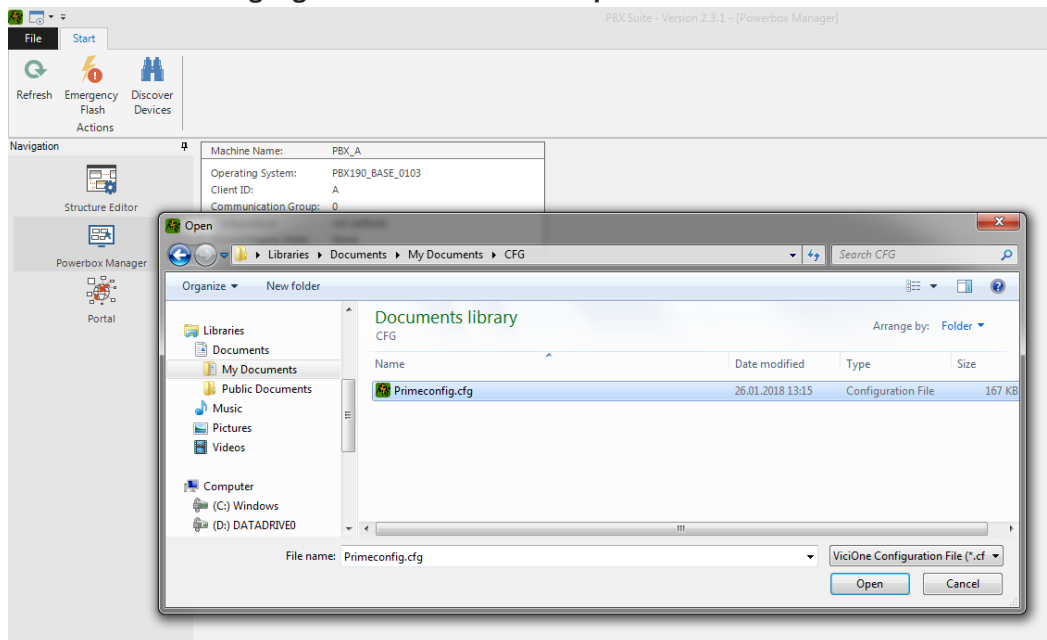 PBX Suite - Version 2.3.1 - [Powerbox Manager]
File Start
Refresh
Emergency Flash
Discover Devices
Actions
Navigation
Structure Editor
Powerbox Manager
Portal
Machine Name: PBX_A
Operating System: PBX190_BASE_0103
Client ID: A
Communication Group: 0
Open
Libraries Documents My Documents CFG
Search CFG
Organize New folder
Libraries
Documents
My Documents
Public Documents
Music
Pictures
Videos
Computer
(C:) Windows
(D:) DATADRIVE0
Documents library
CFG
Arrange by: Folder
Name Date modified Type Size
Primeconfig.cfg 26.01.2018 13:15 Configuration File 167 KB
File name: Primeconfig.cfg
ViciOne Configuration File (*.cf
Open Cancel